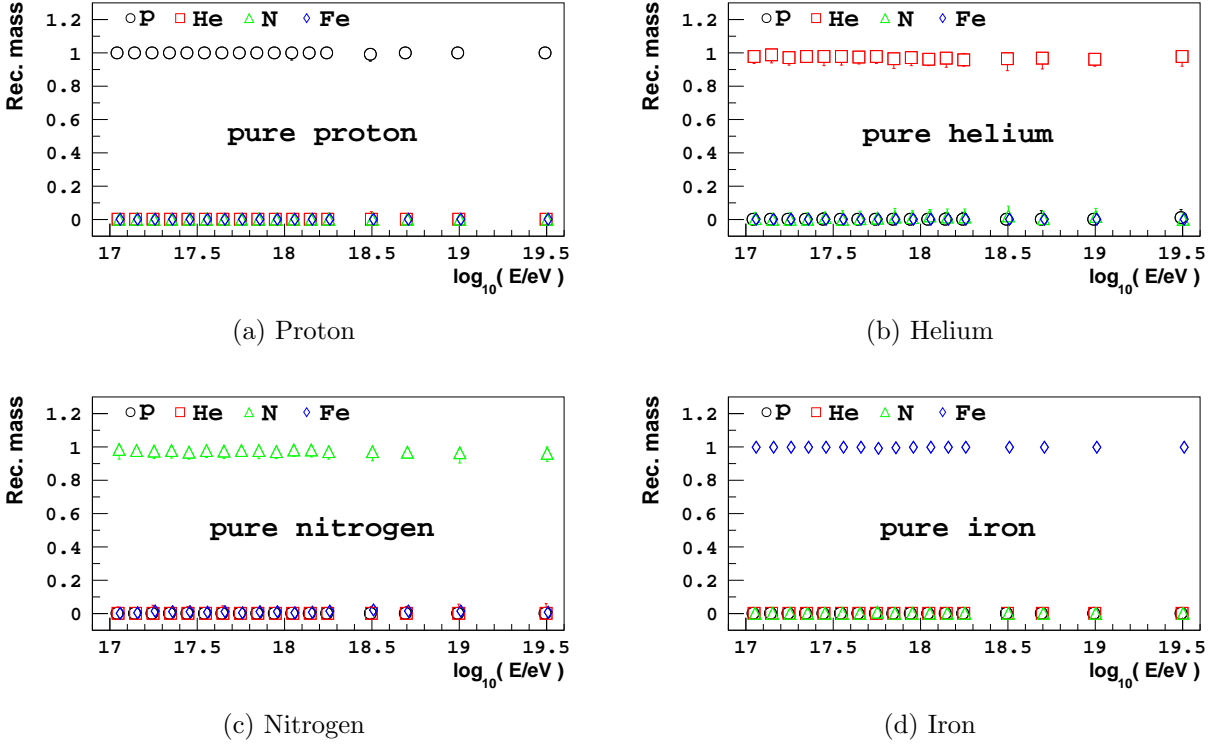 Rec. mass
p He N Fe
1.2
1
0.8
0.6
0.4
0.2
0
pure proton
17 17.5 18 18.5 19 19.5
log10( E/eV )
(a) Proton
Rec. mass
p He N Fe
1.2
1
0.8
0.6
0.4
0.2
0
pure helium
17 17.5 18 18.5 19 19.5
log10( E/eV )
(b) Helium
Rec. mass
p He N Fe
1.2
1
0.8
0.6
0.4
0.2
0
pure nitrogen
17 17.5 18 18.5 19 19.5
log10( E/eV )
(c) Nitrogen
Rec. mass
p He N Fe
1.2
1
0.8
0.6
0.4
0.2
0
pure iron
17 17.5 18 18.5 19 19.5
log10( E/eV )
(d) Iron